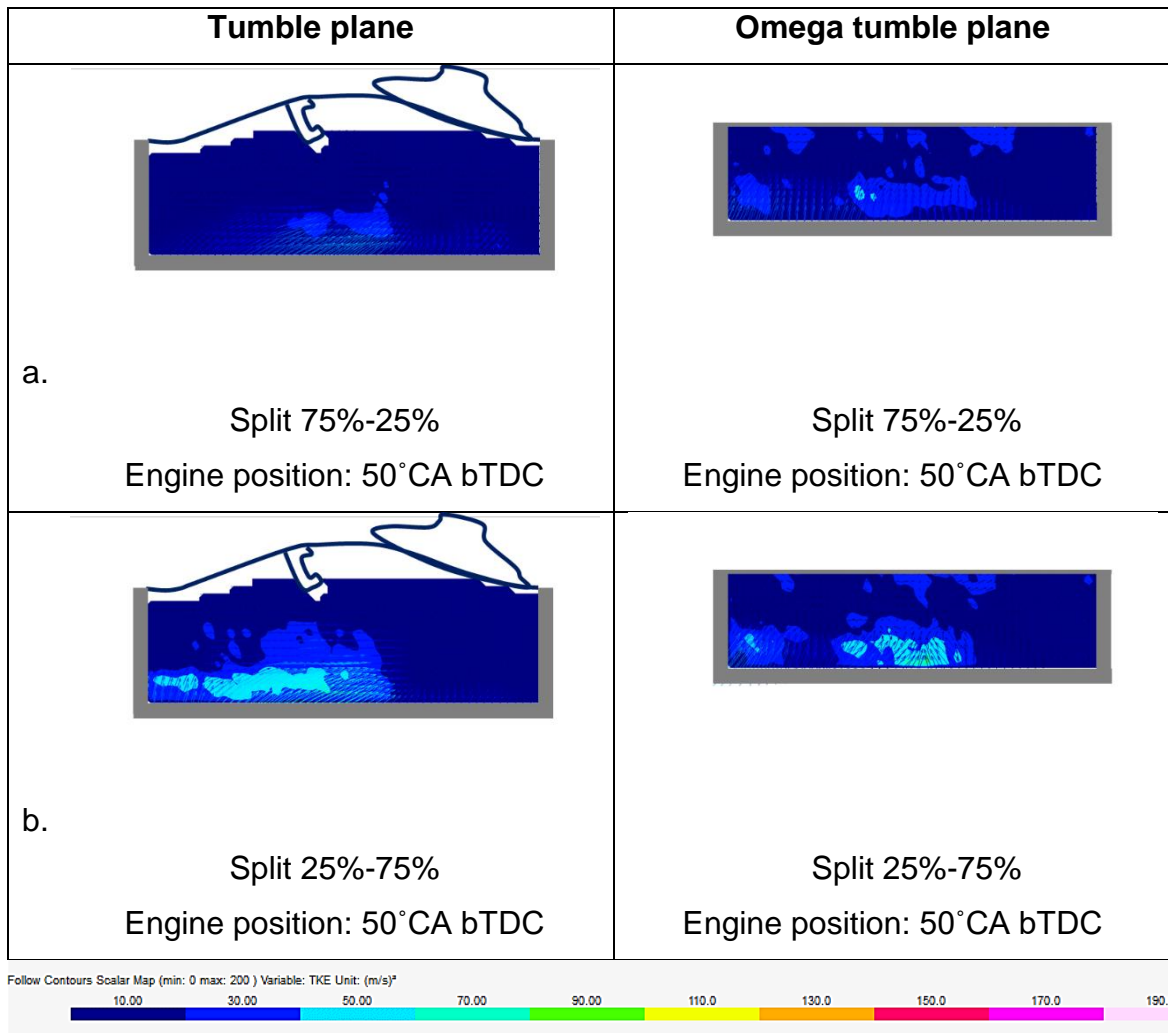 Tumble plane
Omega tumble plane
a.
Split 75%-25%
Engine position: 50˚CA bTDC
Split 75%-25%
Engine position: 50˚CA bTDC
b.
Split 25%-75%
Engine position: 50˚CA bTDC
Split 25%-75%
Engine position: 50˚CA bTDC
Follow Contours Scalar Map (min: 0 max: 200 ) Variable: TKE Unit: (m/s)²
10.00 30.00 50.00 70.00 90.00 110.0 130.0 150.0 170.0 190.